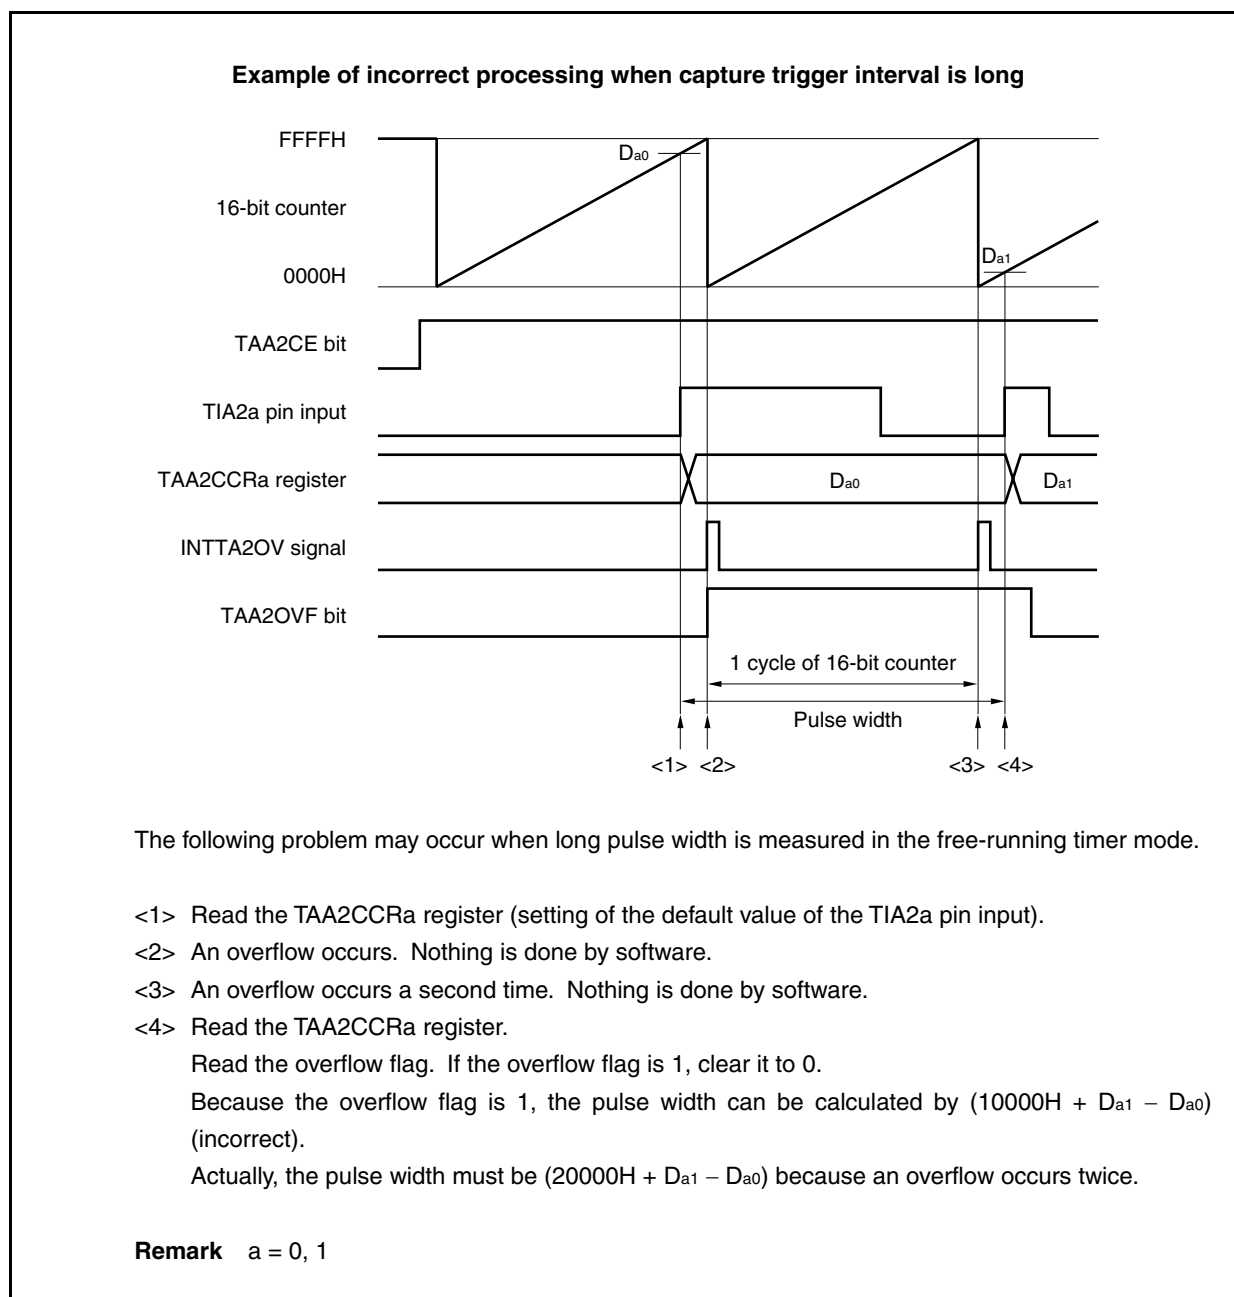 Example of incorrect processing when capture trigger interval is long
FFFFH
Da0
16-bit counter
Da1
0000H
TAA2CE bit
TIA2a pin input
TAA2CCRa register
Da0
Da1
INTTA2OV signal
TAA2OVF bit
1 cycle of 16-bit counter
Pulse width
<1> <2> <3> <4>
The following problem may occur when long pulse width is measured in the free-running timer mode.
<1> Read the TAA2CCRa register (setting of the default value of the TIA2a pin input).
<2> An overflow occurs. Nothing is done by software.
<3> An overflow occurs a second time. Nothing is done by software.
<4> Read the TAA2CCRa register.
Read the overflow flag. If the overflow flag is 1, clear it to 0.
Because the overflow flag is 1, the pulse width can be calculated by (10000H + Da1 − Da0)
(incorrect).
Actually, the pulse width must be (20000H + Da1 − Da0) because an overflow occurs twice.
Remark a = 0, 1